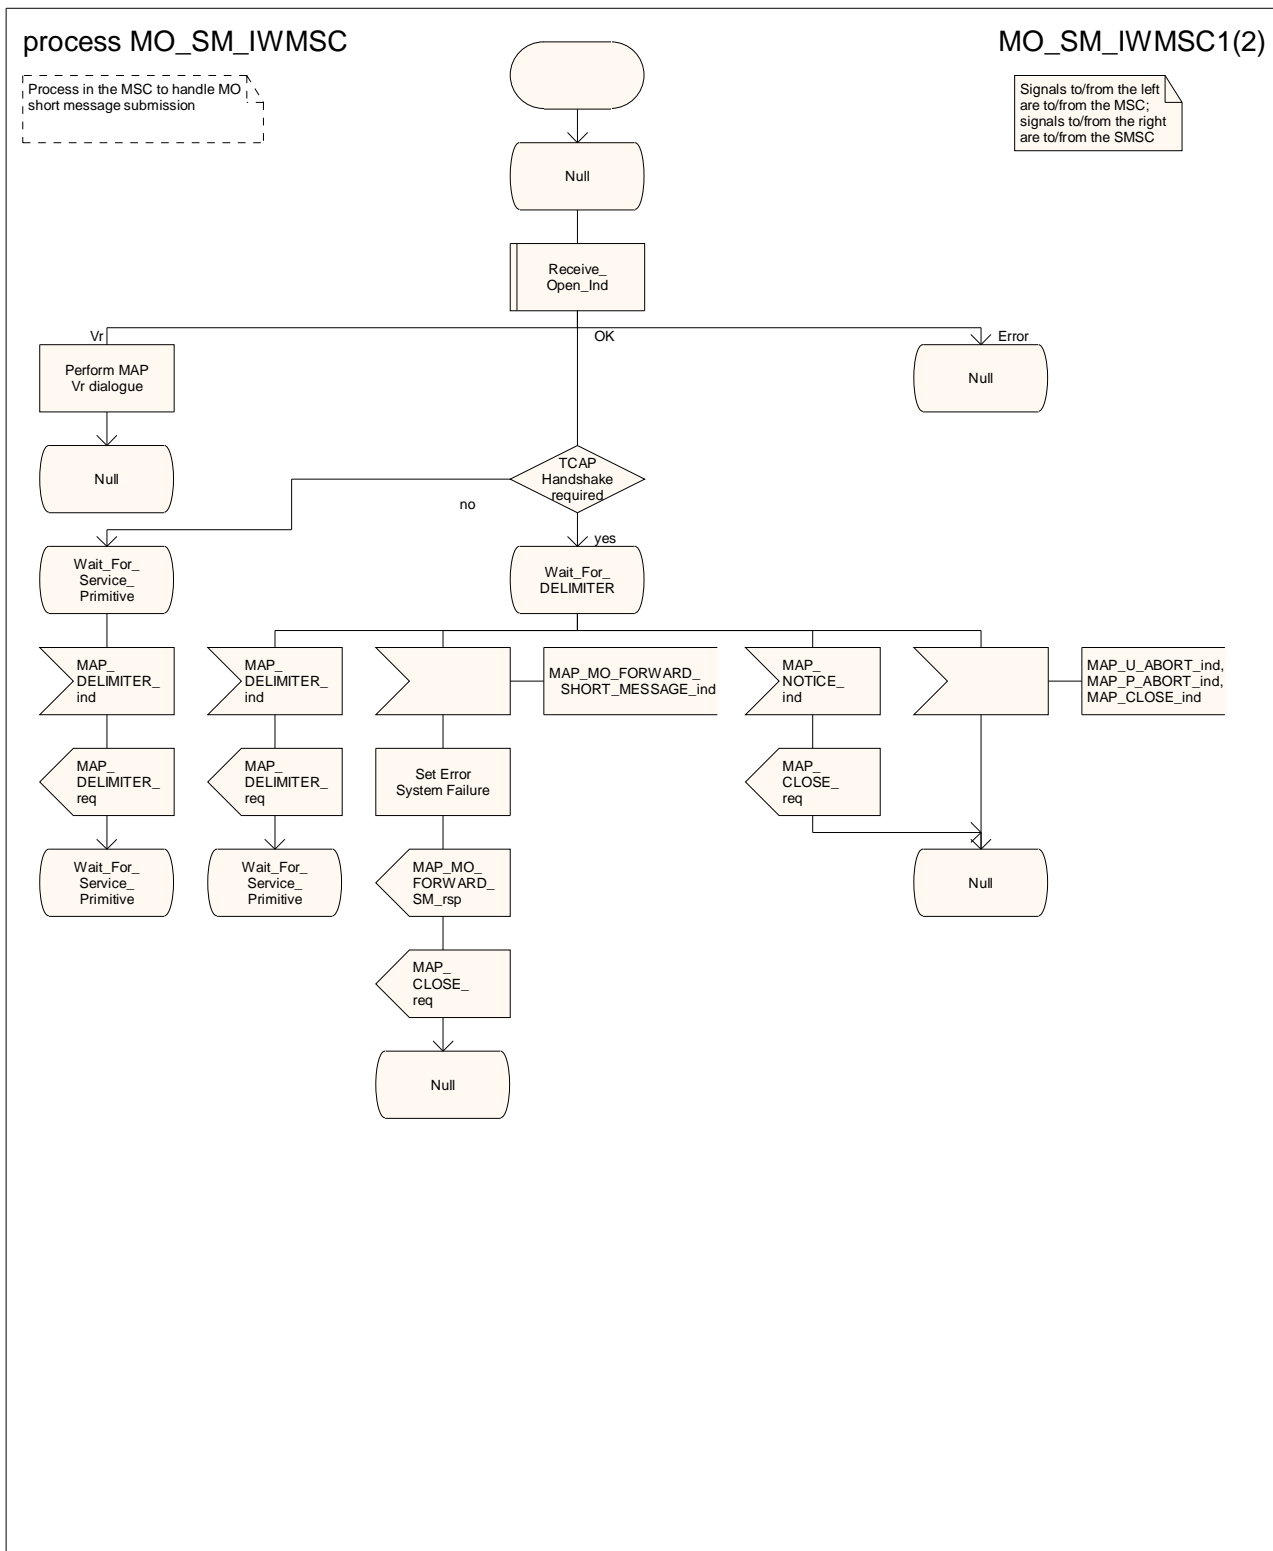 process MO_SM_IWMSC
MO_SM_IWMSC1(2)
Process in the MSC to handle MO
short message submission
Signals to/from the left
are to/from the MSC;
signals to/from the right
are to/from the SMSC
Null
Receive_
Open_Ind
Vr
OK
Error
Perform MAP
Vr dialogue
Null
Null
TCAP
Handshake
required
no
yes
Wait_For_
Service_
Primitive
Wait_For_
DELIMITER
MAP_
DELIMITER_
ind
MAP_
DELIMITER_
ind
MAP_MO_FORWARD_
SHORT_MESSAGE_ind
MAP_
NOTICE_
ind
MAP_U_ABORT_ind,
MAP_P_ABORT_ind,
MAP_CLOSE_ind
MAP_
DELIMITER_
req
MAP_
DELIMITER_
req
Set Error
System Failure
MAP_
CLOSE_
req
Wait_For_
Service_
Primitive
Wait_For_
Service_
Primitive
MAP_MO_
FORWARD_
SM_rsp
Null
MAP_
CLOSE_
req
Null